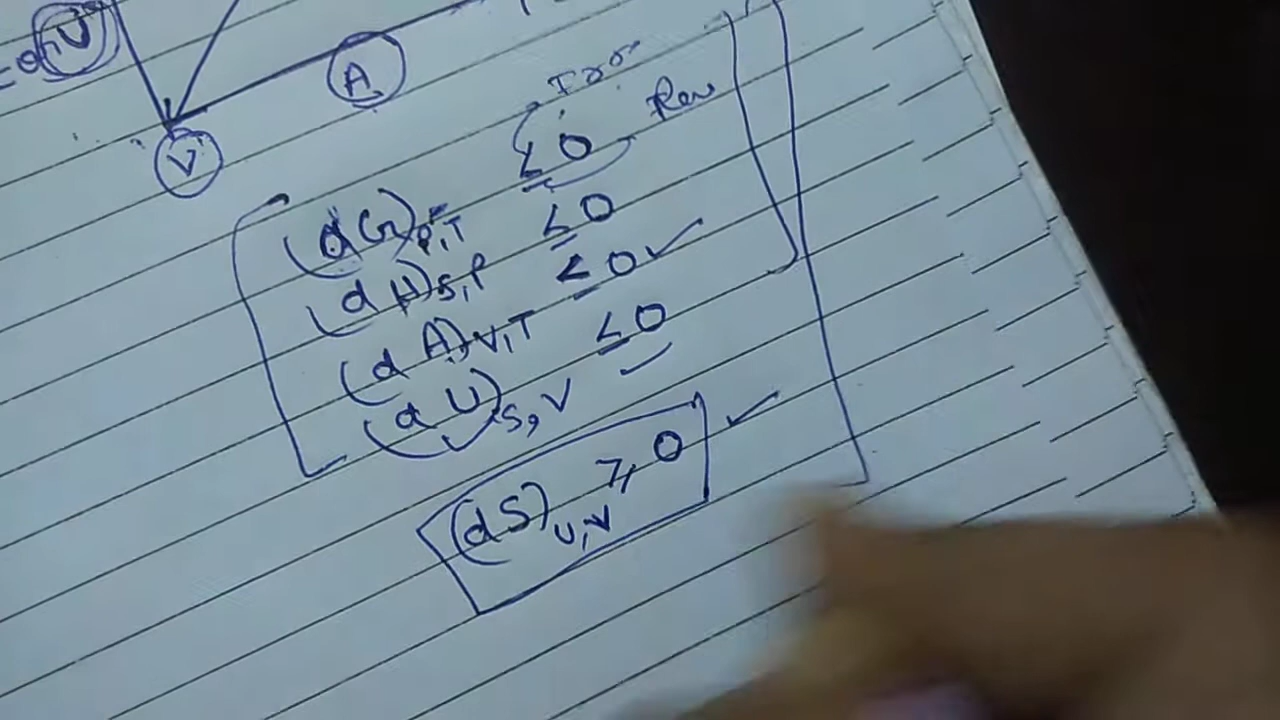 = U
A
V
Irr
Rev
(dG)P,T ≤ 0
(dH)S,P ≤ 0
(dA)V,T ≤ 0 ✓
(dU)S,V ≤ 0
(dS)U,V ≥ 0 ✓